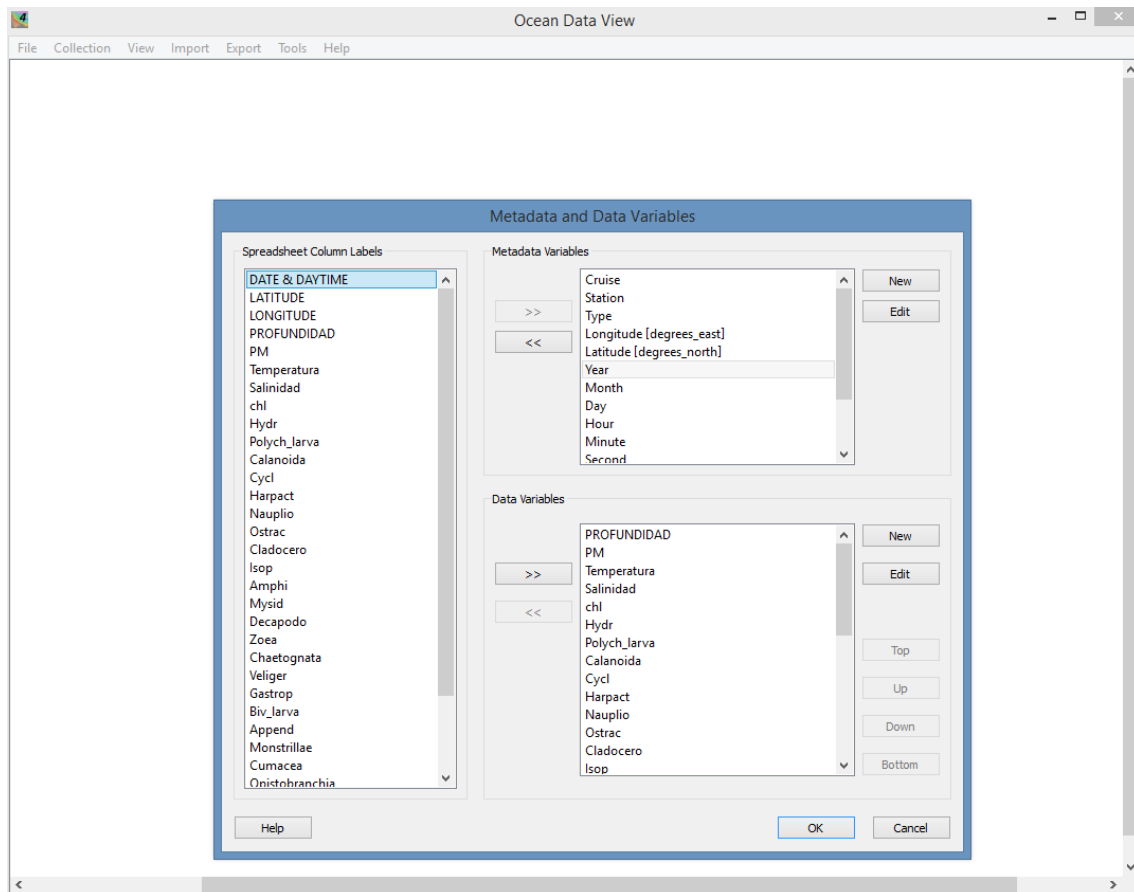 4
Ocean Data View
File Collection View Import Export Tools Help
Metadata and Data Variables
Spreadsheet Column Labels
DATE & DAYTIME
LATITUDE
LONGITUDE
PROFUNDIDAD
PM
Temperatura
Salinidad
chl
Hydr
Polych_larva
Calanoida
Cycl
Harpact
Nauplio
Ostrac
Cladocero
Isop
Amphi
Mysid
Decapodo
Zoea
Chaetognata
Veliger
Gastrop
Biv_larva
Append
Monstrillae
Cumacea
Opistobranchia
Metadata Variables
>>
<<
Cruise
Station
Type
Longitude [degrees_east]
Latitude [degrees_north]
Year
Month
Day
Hour
Minute
Second
New
Edit
Data Variables
>>
<<
PROFUNDIDAD
PM
Temperatura
Salinidad
chl
Hydr
Polych_larva
Calanoida
Cycl
Harpact
Nauplio
Ostrac
Cladocero
Isop
New
Edit
Top
Up
Down
Bottom
Help
OK
Cancel